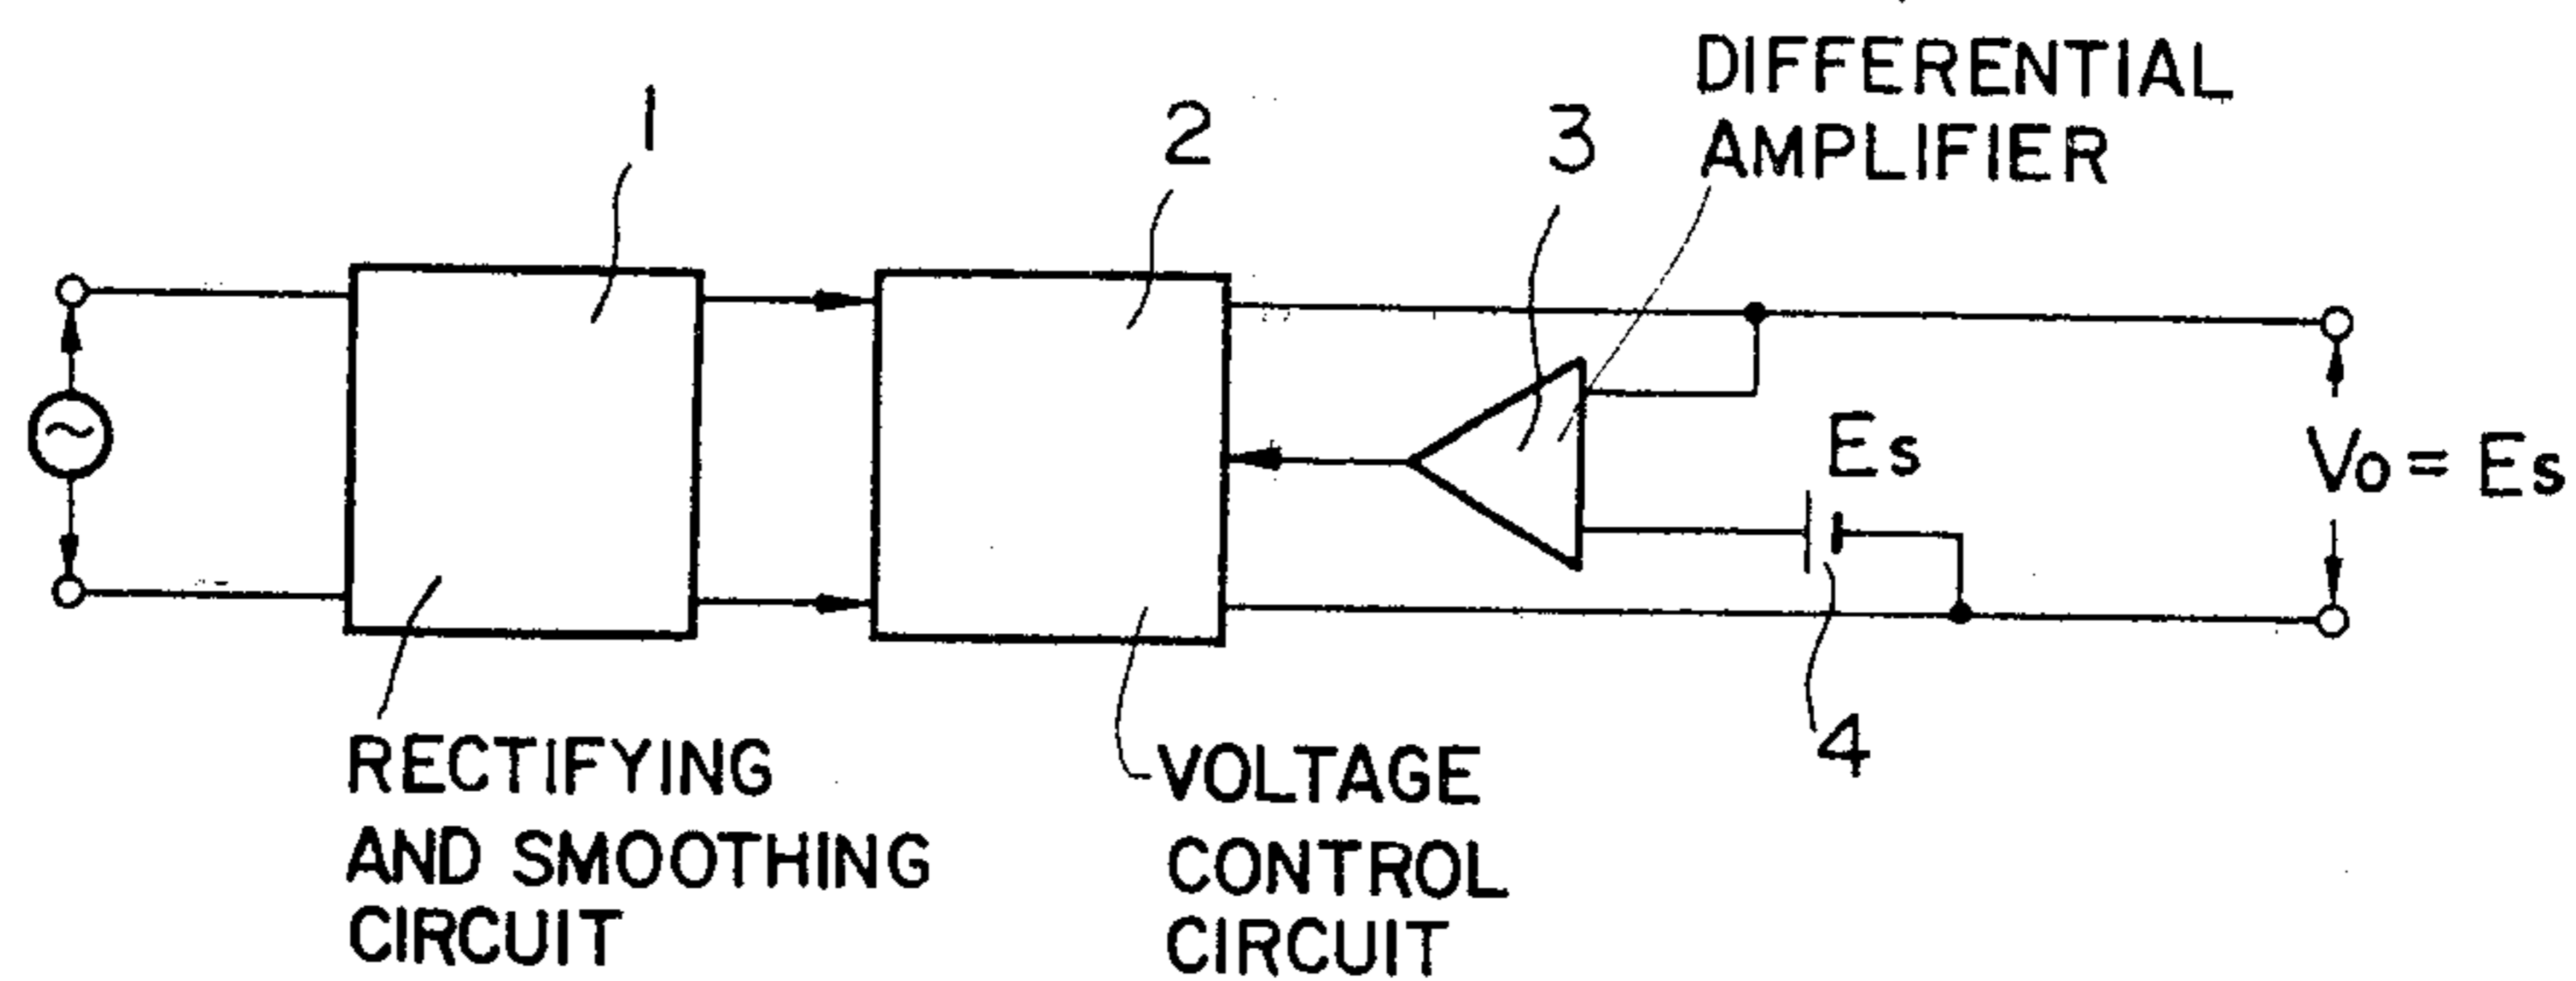 DIFFERENTIAL
AMPLIFIER
1
2
3
Es
Vo = Es
4
RECTIFYING
AND SMOOTHING
CIRCUIT
VOLTAGE
CONTROL
CIRCUIT